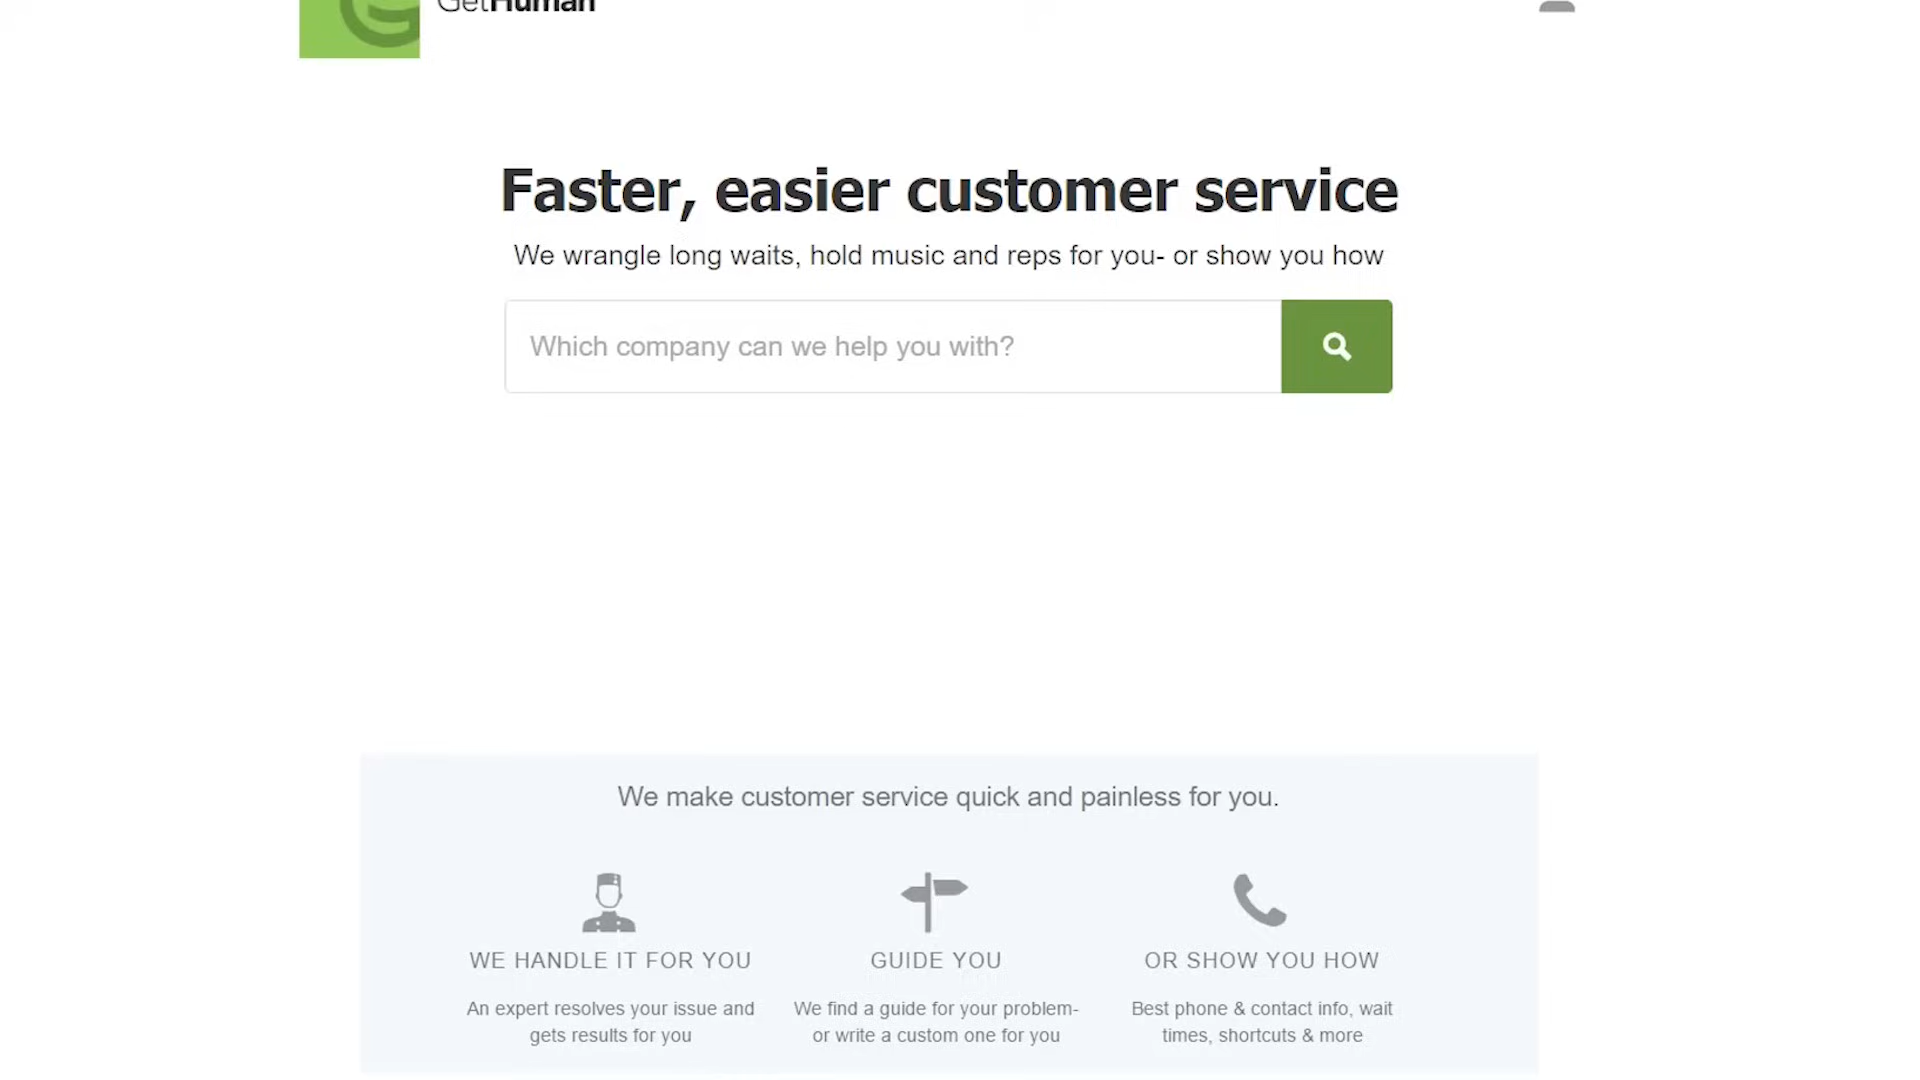 GetHuman
Faster, easier customer service
We wrangle long waits, hold music and reps for you- or show you how
Which company can we help you with?
We make customer service quick and painless for you.
WE HANDLE IT FOR YOU
An expert resolves your issue and
gets results for you
GUIDE YOU
We find a guide for your problem-
or write a custom one for you
OR SHOW YOU HOW
Best phone & contact info, wait
times, shortcuts & more